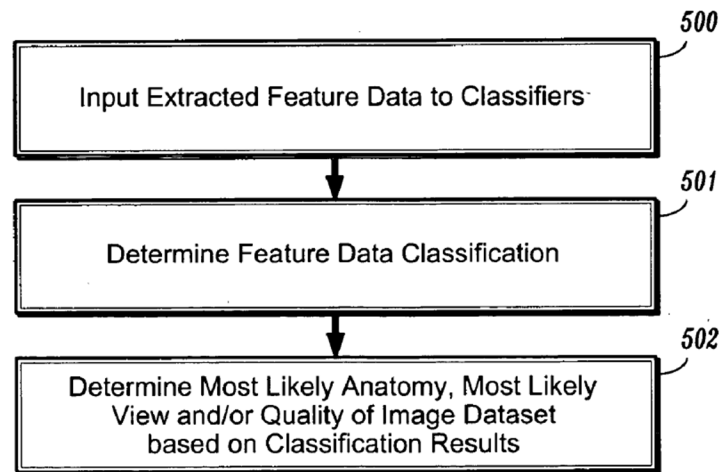 500
Input Extracted Feature Data to Classifiers
501
Determine Feature Data Classification
502
Determine Most Likely Anatomy, Most Likely
View and/or Quality of Image Dataset
based on Classification Results